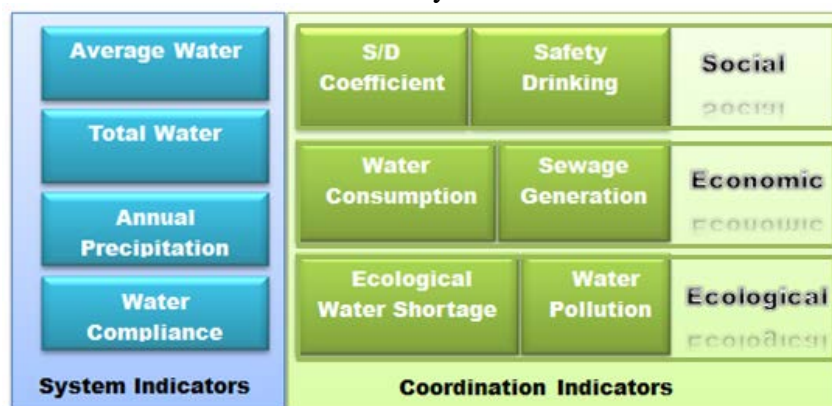 Average Water
Total Water
Annual
Precipitation
Water
Compliance
System Indicators
S/D
Coefficient
Safety
Drinking
Social
Water
Consumption
Sewage
Generation
Economic
Ecological
Water Shortage
Water
Pollution
Ecological
Coordination Indicators